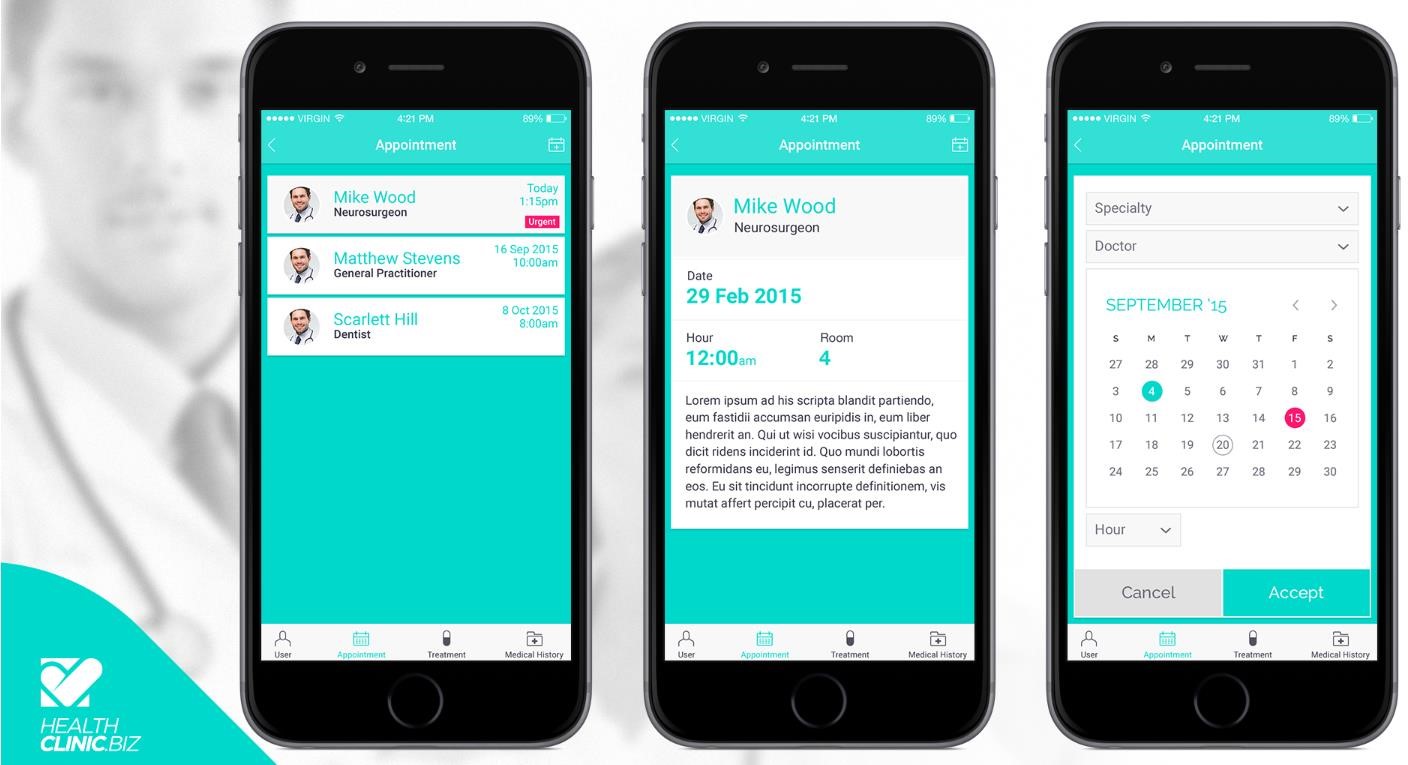 VIRGIN 4:21 PM 89%
Appointment
Mike Wood
Neurosurgeon
Today
1:15pm
Urgent
Matthew Stevens
General Practitioner
16 Sep 2015
10:00am
Scarlett Hill
Dentist
8 Oct 2015
8:00am
User Appointment Treatment Medical History
VIRGIN 4:21 PM 89%
Appointment
Mike Wood
Neurosurgeon
Date
29 Feb 2015
Hour Room
12:00am 4
Lorem ipsum ad his scripta blandit partiendo,
eum fastidii accumsan euripidis in, eum liber
hendrerit an. Qui ut wisi vocibus suscipiantur, quo
dicit ridens inciderint id. Quo mundi lobortis
reformidans eu, legimus senserit definiebas an
eos. Eu sit tincidunt incorrupte definitionem, vis
mutat affert percipit cu, placerat per.
User Appointment Treatment Medical History
VIRGIN 4:21 PM 89%
Appointment
Specialty
Doctor
SEPTEMBER '15
S M T W T F S
27 28 29 30 31 1 2
3 4 5 6 7 8 9
10 11 12 13 14 15 16
17 18 19 20 21 22 23
24 25 26 27 28 29 30
Hour
Cancel Accept
User Appointment Treatment Medical History
HEALTH
CLINIC.BIZ